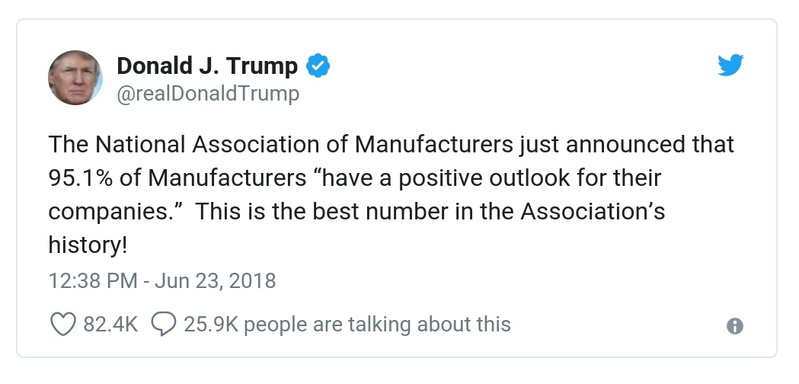 Donald J. Trump
@realDonaldTrump
The National Association of Manufacturers just announced that
95.1% of Manufacturers “have a positive outlook for their
companies.”  This is the best number in the Association’s
history!
12:38 PM - Jun 23, 2018
82.4K 25.9K people are talking about this